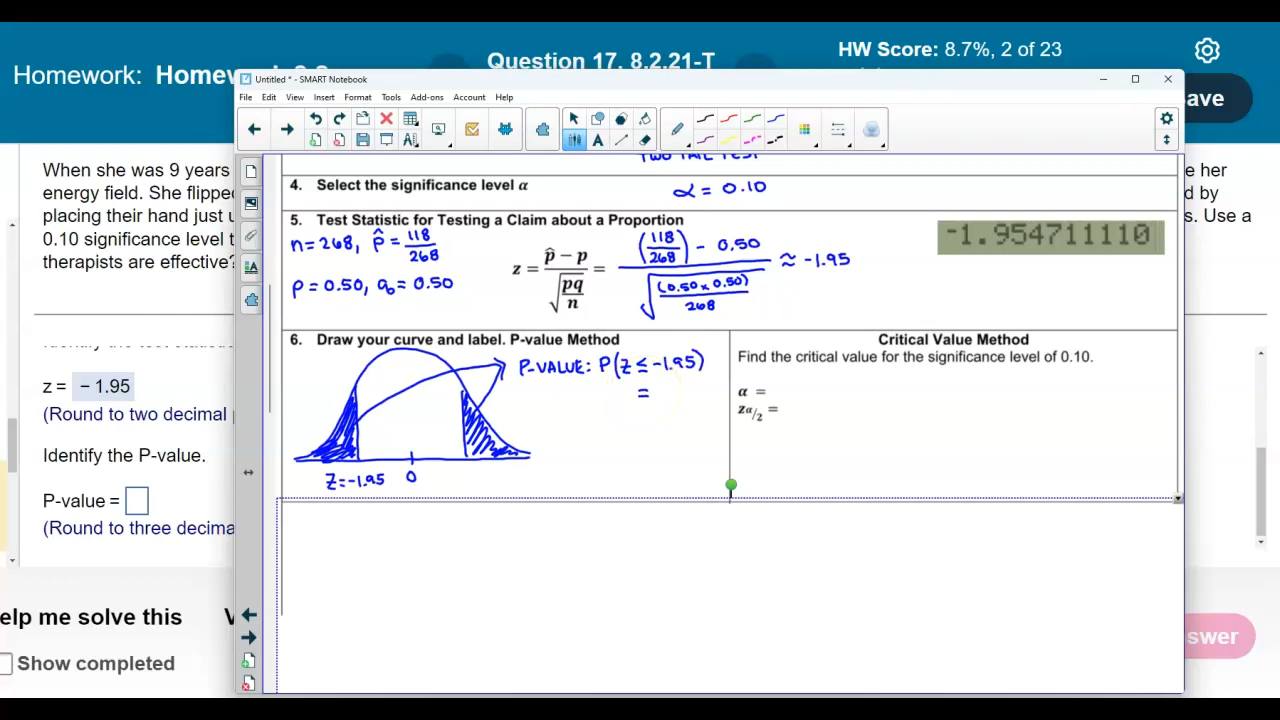 Homework: Homew
Question 17, 8.2.21-T
HW Score: 8.7%, 2 of 23
Save
Untitled * - SMART Notebook
File Edit View Insert Format Tools Add-ons Account Help
When she was 9 years
energy field. She flipped
placing their hand just u
0.10 significance level t
therapists are effective?
e her
d by
s. Use a
TWO TAIL TEST
4. Select the significance level α
α = 0.10
5. Test Statistic for Testing a Claim about a Proportion
n = 268, p̂ = 118/268
p = 0.50, q = 0.50
z = (p̂ − p)/√(pq/n) = ((118/268) − 0.50)/√((0.50 × 0.50)/268) ≈ −1.95
-1.954711110
z = − 1.95
(Round to two decimal
Identify the P-value.
P-value =
(Round to three decima
6. Draw your curve and label. P-value Method
P-VALUE: P(Z ≤ −1.95)
=
Z = −1.95 0
Critical Value Method
Find the critical value for the significance level of 0.10.
α =
zα/2 =
elp me solve this
V
Show completed
swer